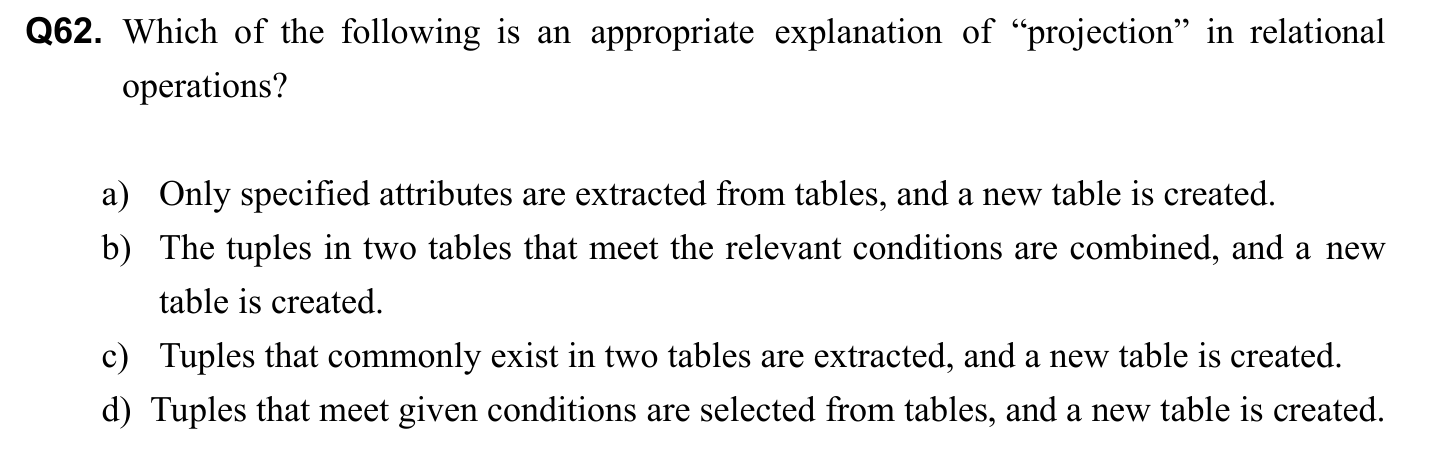 Q62. Which of the following is an appropriate explanation of “projection” in relational
operations?
a) Only specified attributes are extracted from tables, and a new table is created.
b) The tuples in two tables that meet the relevant conditions are combined, and a new
table is created.
c) Tuples that commonly exist in two tables are extracted, and a new table is created.
d) Tuples that meet given conditions are selected from tables, and a new table is created.